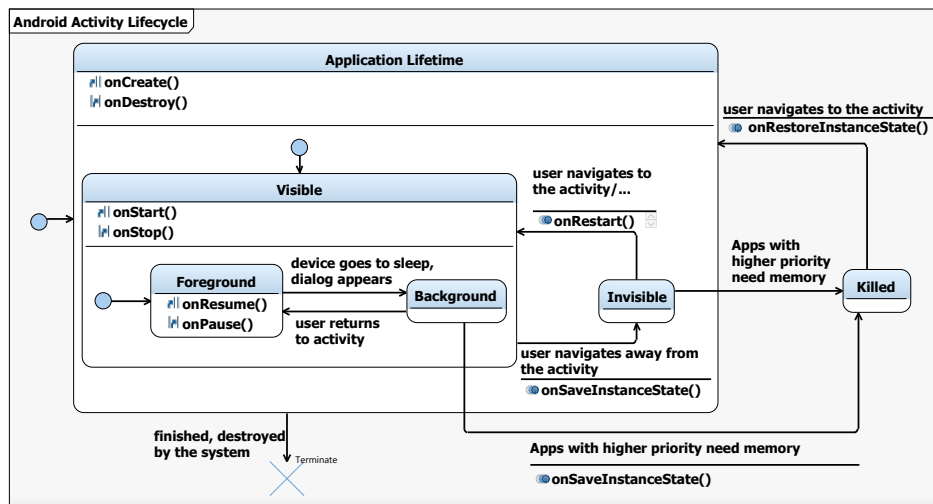 Android Activity Lifecycle
Application Lifetime
onCreate()
onDestroy()
user navigates to the activity
onRestoreInstanceState()
Visible
onStart()
onStop()
user navigates to
the activity/...
onRestart()
Foreground
onResume()
onPause()
device goes to sleep,
dialog appears
Background
user returns
to activity
Invisible
Apps with
higher priority
need memory
Killed
user navigates away from
the activity
onSaveInstanceState()
finished, destroyed
by the system
Terminate
Apps with higher priority need memory
onSaveInstanceState()